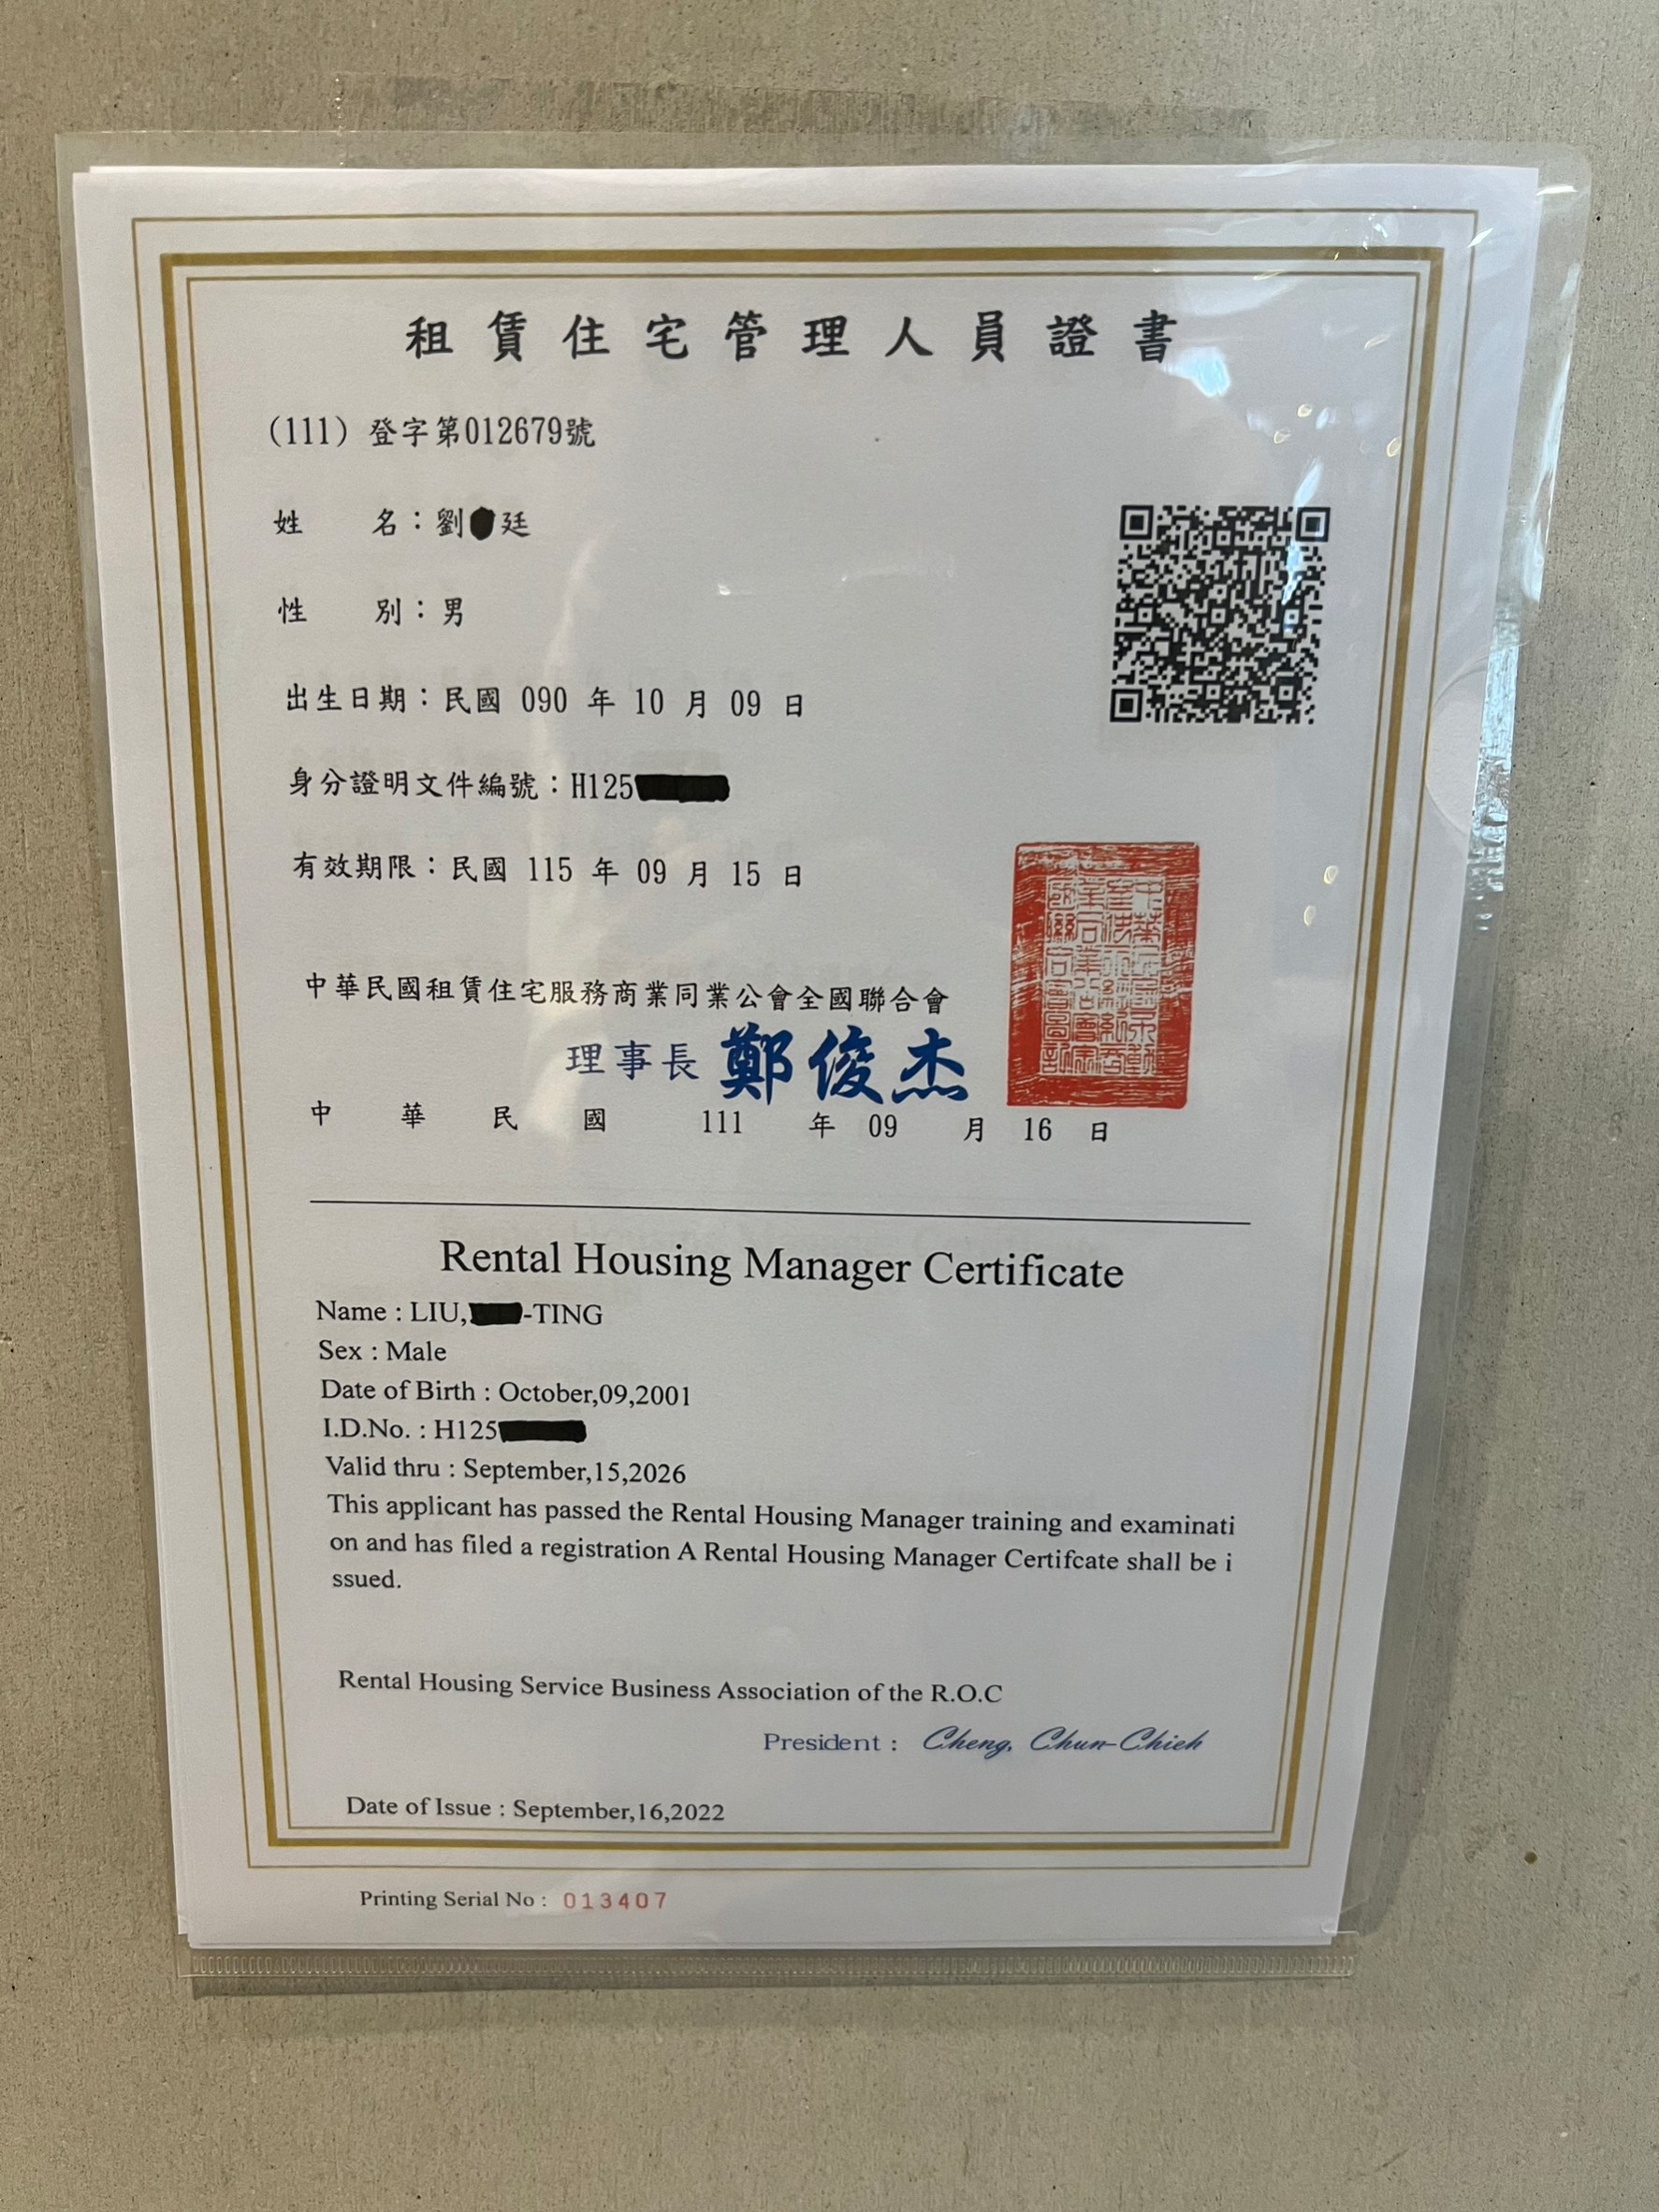 租賃住宅管理人員證書
(111) 登字第012679號
姓 名：劉 廷
性 別：男
出生日期：民國 090 年 10 月 09 日
身分證明文件編號：H125
有效期限：民國 115 年 09 月 15 日
中華民國租賃住宅服務商業同業公會全國聯合會
理事長 鄭俊杰
中 華 民 國 111 年 09 月 16 日
Rental Housing Manager Certificate
Name : LIU, -TING
Sex : Male
Date of Birth : October,09,2001
I.D.No. : H125
Valid thru : September,15,2026
This applicant has passed the Rental Housing Manager training and examinati
on and has filed a registration A Rental Housing Manager Certifcate shall be i
ssued.
Rental Housing Service Business Association of the R.O.C
President : Cheng, Chun-Chieh
Date of Issue : September,16,2022
Printing Serial No : 013407